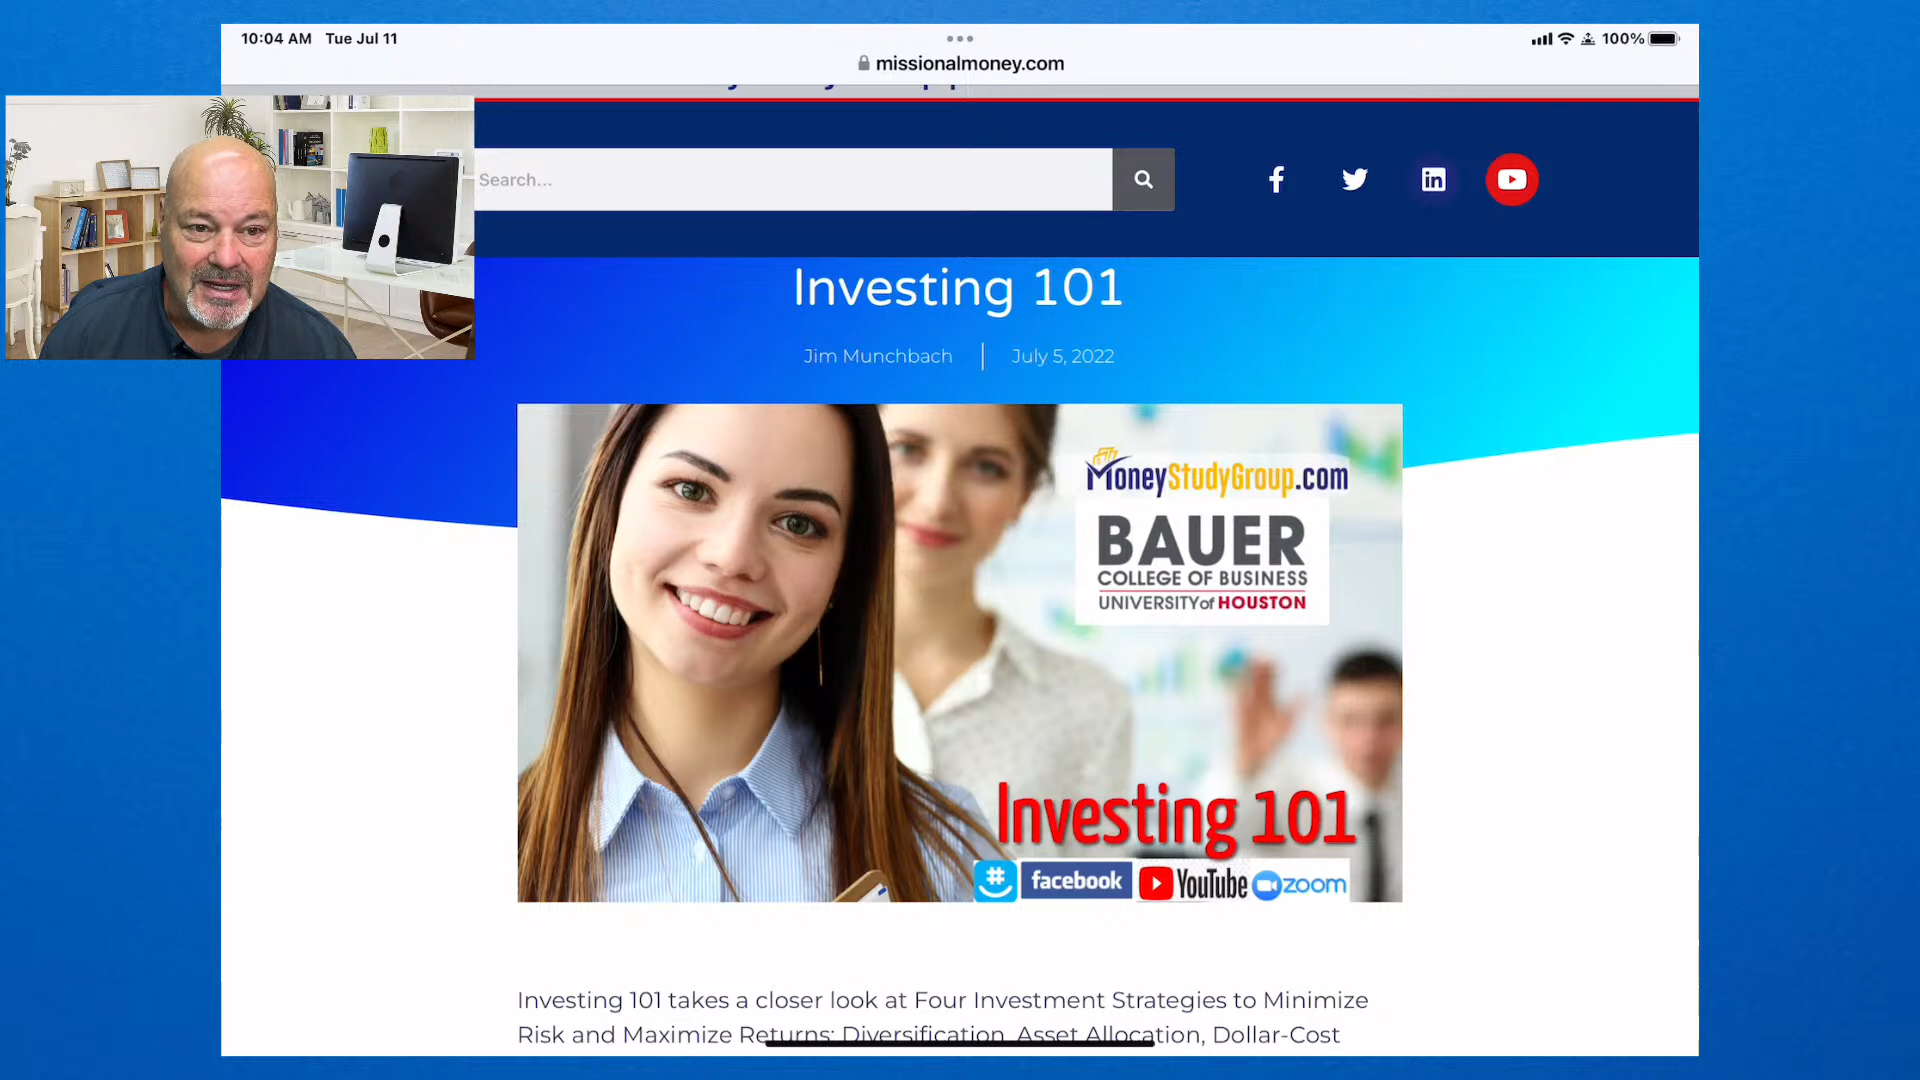 10:04 AM Tue Jul 11
100%
missionalmoney.com
Search...
Investing 101
Jim Munchbach
July 5, 2022
MoneyStudyGroup.com
BAUER
COLLEGE OF BUSINESS
UNIVERSITY of HOUSTON
Investing 101
facebook
YouTube
zoom
Investing 101 takes a closer look at Four Investment Strategies to Minimize
Risk and Maximize Returns: Diversification, Asset Allocation, Dollar-Cost